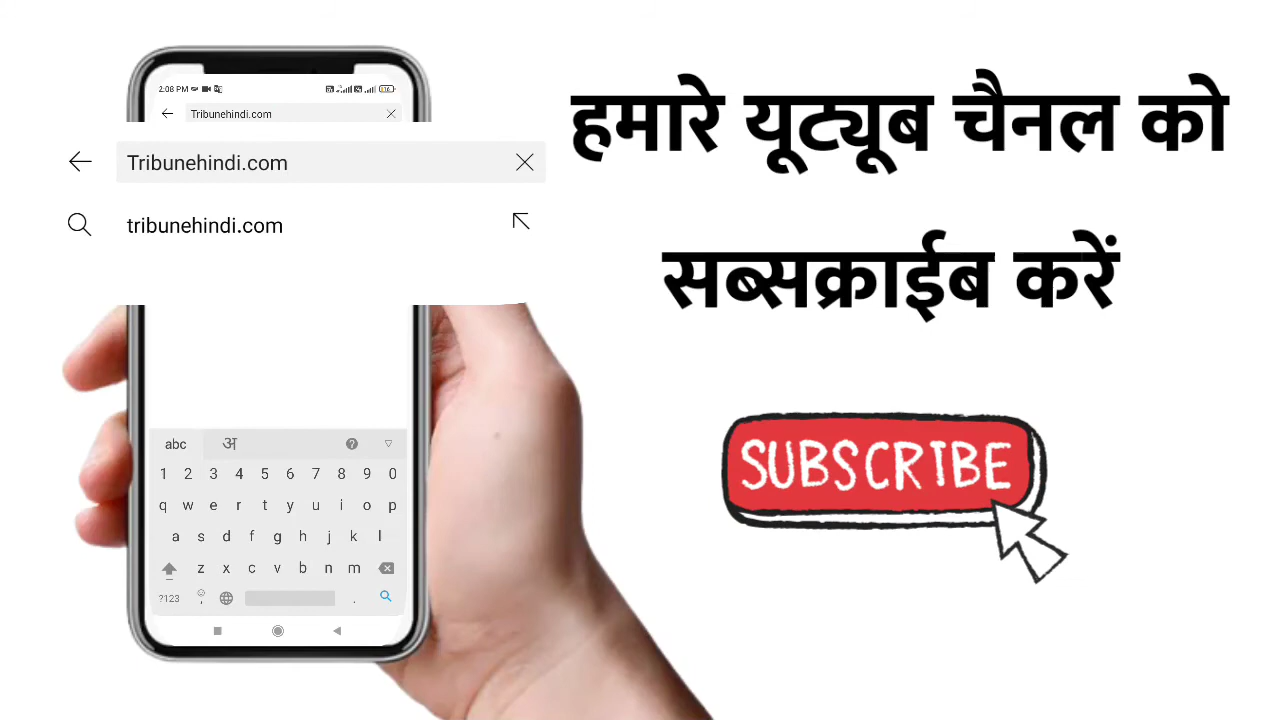 2:08 PM
Tribunehindi.com
Tribunehindi.com
tribunehindi.com
हमारे यूट्यूब चैनल को
सब्सक्राईब करें
SUBSCRIBE
abc अ
1 2 3 4 5 6 7 8 9 0
q w e r t y u i o p
a s d f g h j k l
z x c v b n m
?123 , .